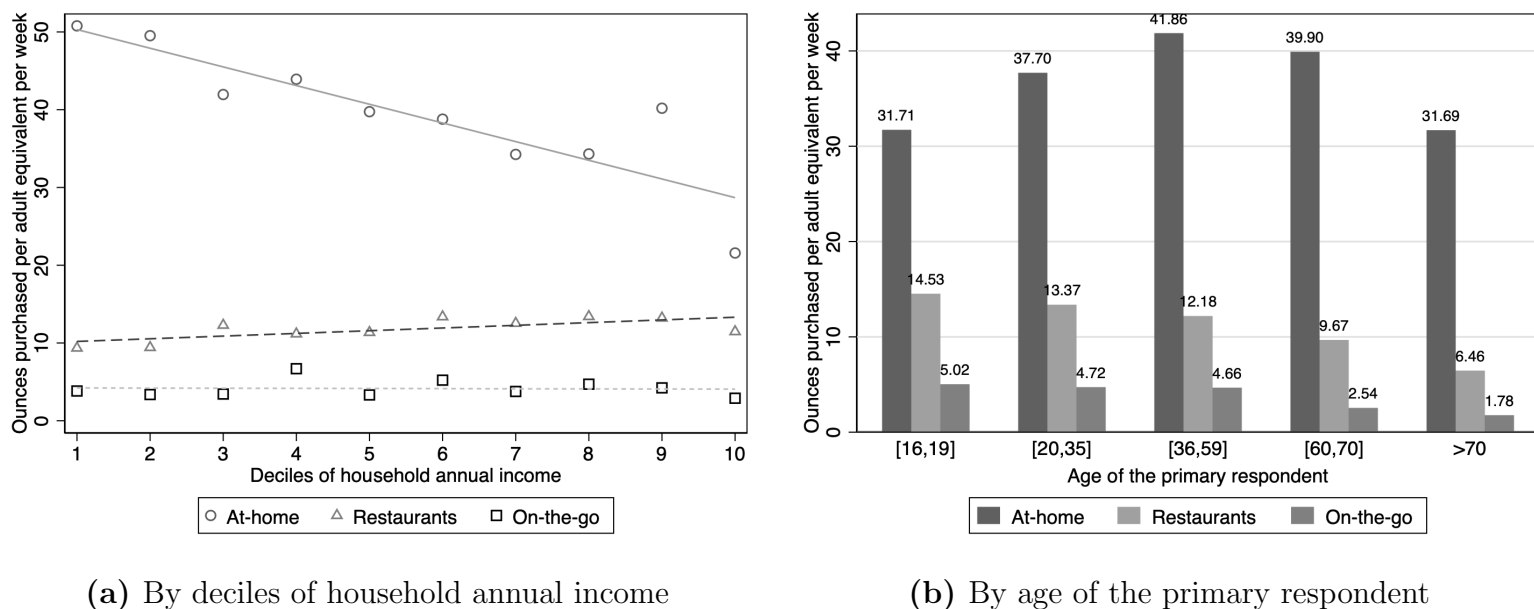 Ounces purchased per adult equivalent per week
50
40
30
20
10
0
1 2 3 4 5 6 7 8 9 10
Deciles of household annual income
At-home Restaurants On-the-go
(a) By deciles of household annual income
Ounces purchased per adult equivalent per week
40
30
20
10
0
31.71 14.53 5.02
37.70 13.37 4.72
41.86 12.18 4.66
39.90 9.67 2.54
31.69 6.46 1.78
[16,19] [20,35] [36,59] [60,70] >70
Age of the primary respondent
At-home Restaurants On-the-go
(b) By age of the primary respondent